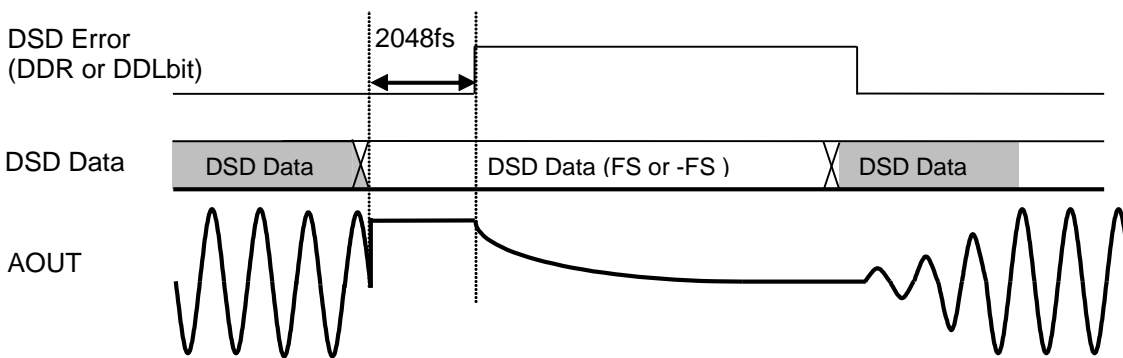 DSD Error
(DDR or DDLbit)
2048fs
DSD Data
DSD Data
DSD Data (FS or -FS )
DSD Data
AOUT